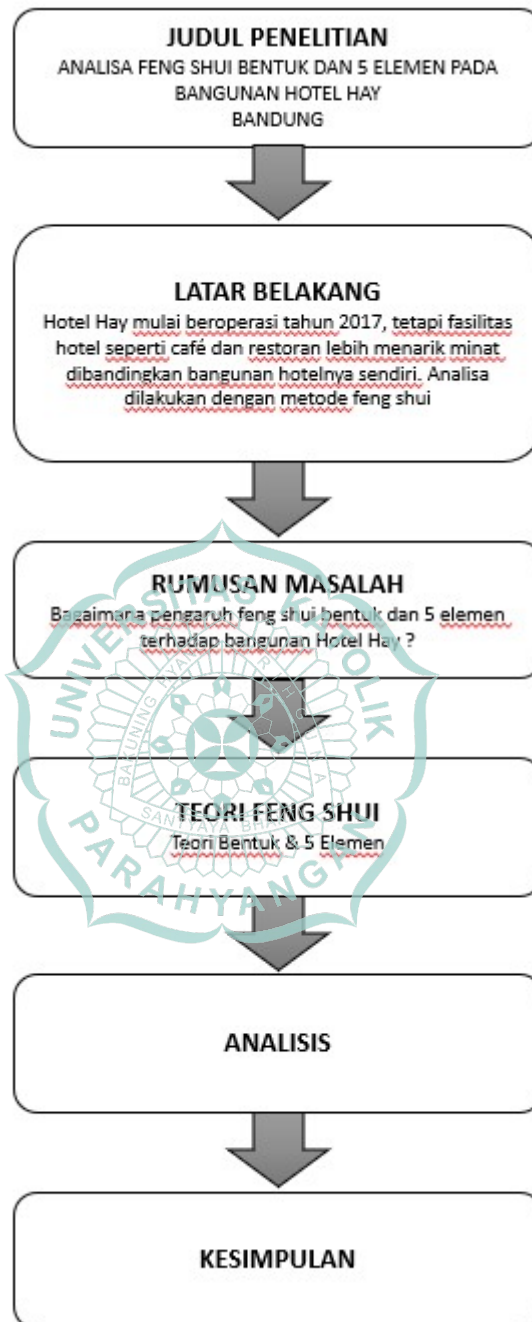 JUDUL PENELITIAN
ANALISA FENG SHUI BENTUK DAN 5 ELEMEN PADA
BANGUNAN HOTEL HAY
BANDUNG
LATAR BELAKANG
Hotel Hay mulai beroperasi tahun 2017, tetapi fasilitas
hotel seperti café dan restoran lebih menarik minat
dibandingkan bangunan hotelnya sendiri. Analisa
dilakukan dengan metode feng shui
RUMUSAN MASALAH
Bagaimana pengaruh feng shui bentuk dan 5 elemen
terhadap bangunan Hotel Hay ?
TEORI FENG SHUI
Teori Bentuk & 5 Elemen
ANALISIS
KESIMPULAN
UNIVERSITAS KATOLIK
PARAHYANGAN